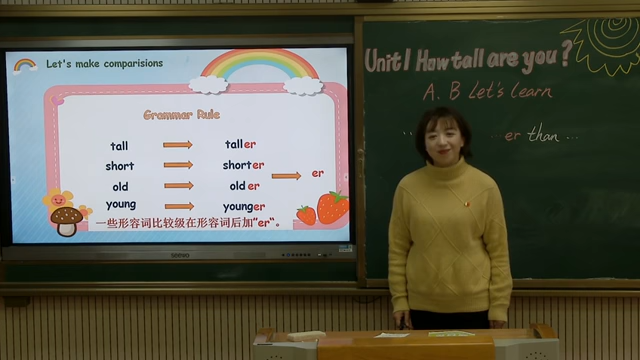 Let's make comparisions
Grammar Rule
tall taller
short shorter
old older
er
young younger
一些形容词比较级在形容词后加"er"。
Unit1 How tall are you?
A. B Let's Learn
... ...er than ...